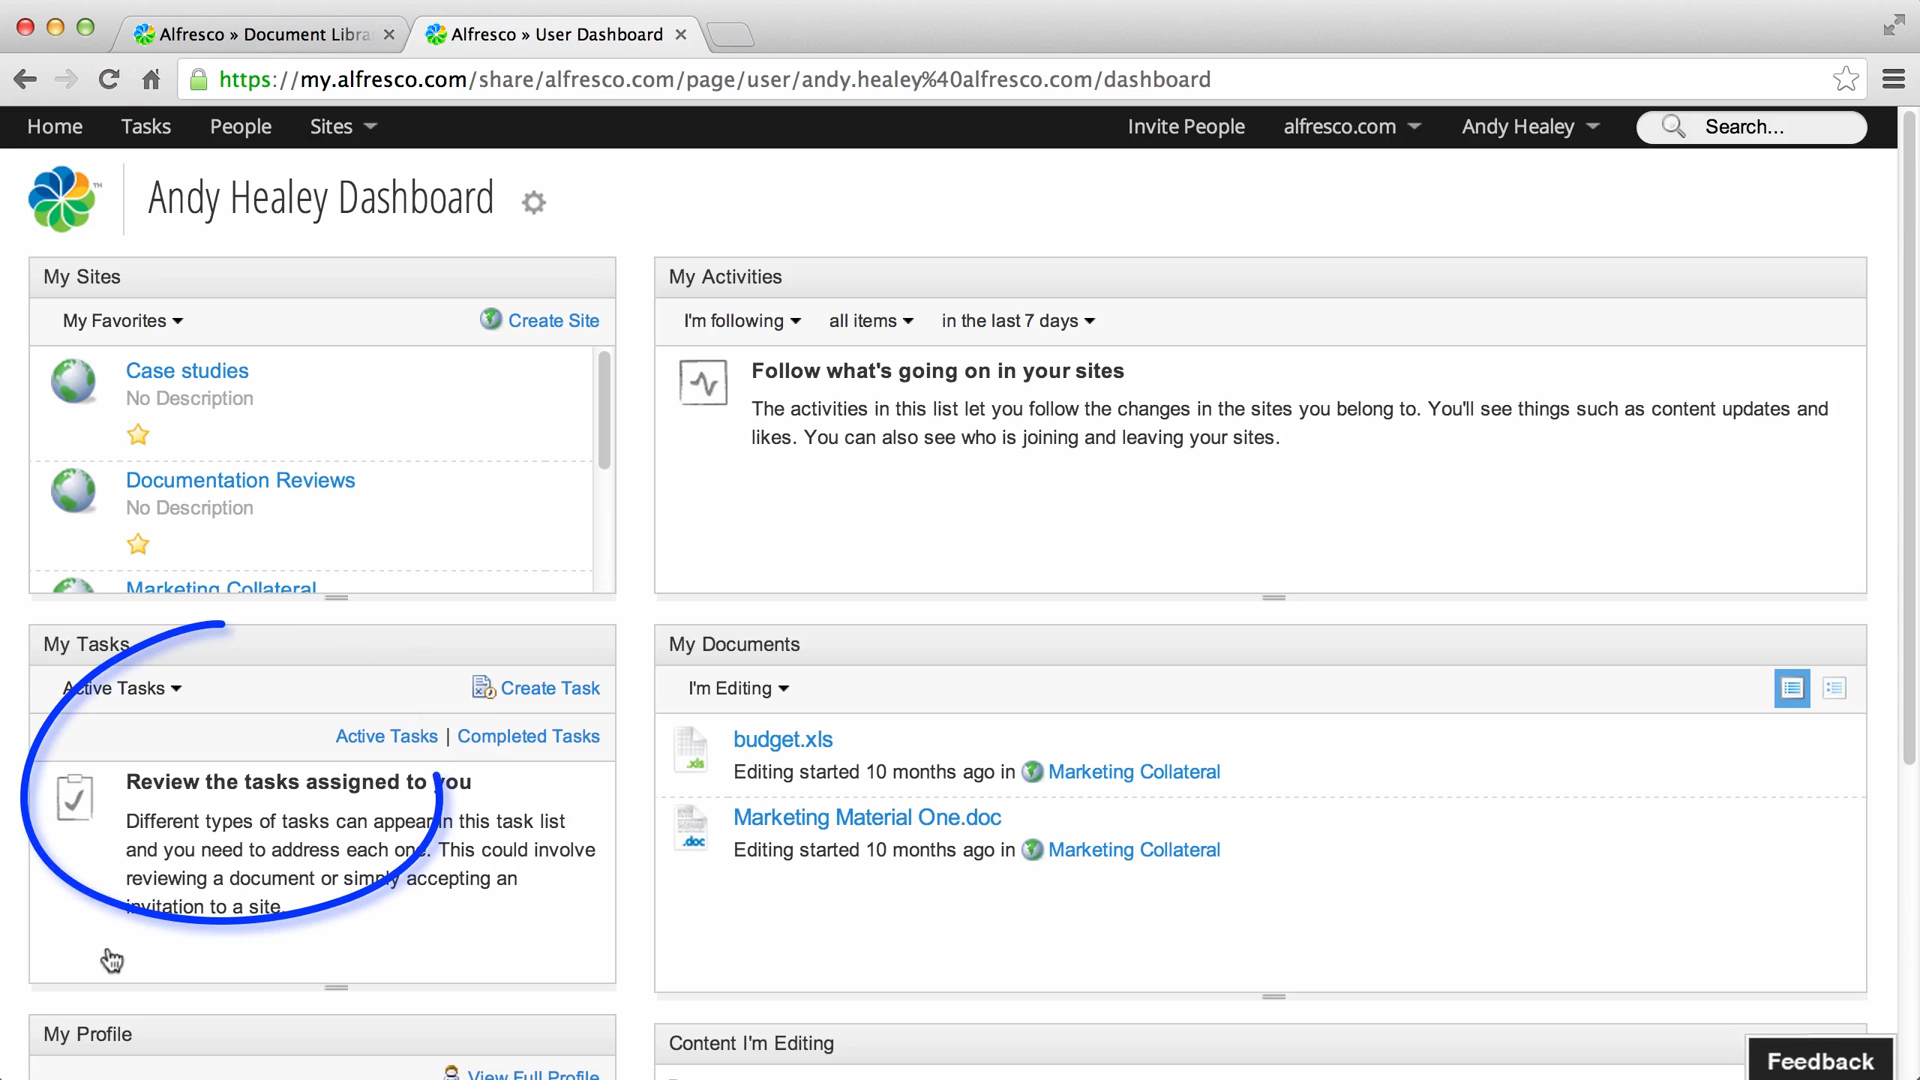 Alfresco » Document Libra
Alfresco » User Dashboard
https://my.alfresco.com/share/alfresco.com/page/user/andy.healey%40alfresco.com/dashboard
Home Tasks People Sites Invite People alfresco.com Andy Healey Search...
Andy Healey Dashboard
My Sites
My Favorites Create Site
Case studies
No Description
Documentation Reviews
No Description
Marketing Collateral
My Activities
I'm following all items in the last 7 days
Follow what's going on in your sites
The activities in this list let you follow the changes in the sites you belong to. You'll see things such as content updates and
likes. You can also see who is joining and leaving your sites.
My Tasks
Active Tasks Create Task
Active Tasks | Completed Tasks
Review the tasks assigned to you
Different types of tasks can appear in this task list
and you need to address each one. This could involve
reviewing a document or simply accepting an
invitation to a site.
My Documents
I'm Editing
.xls
budget.xls
Editing started 10 months ago in Marketing Collateral
.doc
Marketing Material One.doc
Editing started 10 months ago in Marketing Collateral
My Profile
View Full Profile
Content I'm Editing
Feedback